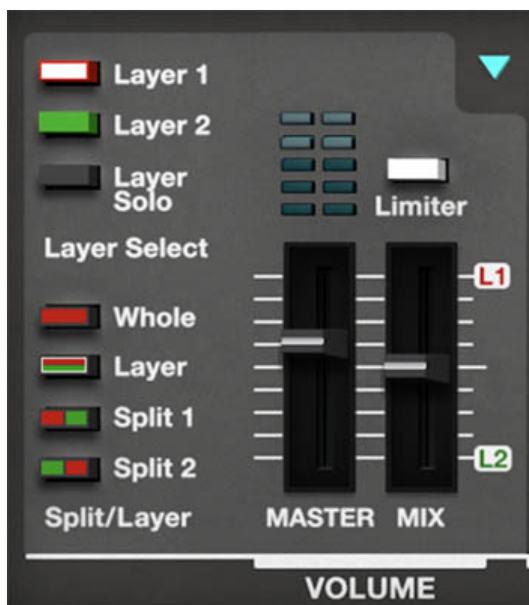 Layer 1
Layer 2
Layer
Solo
Limiter
Layer Select
L1
Whole
Layer
Split 1
Split 2
L2
Split/Layer
MASTER
MIX
VOLUME